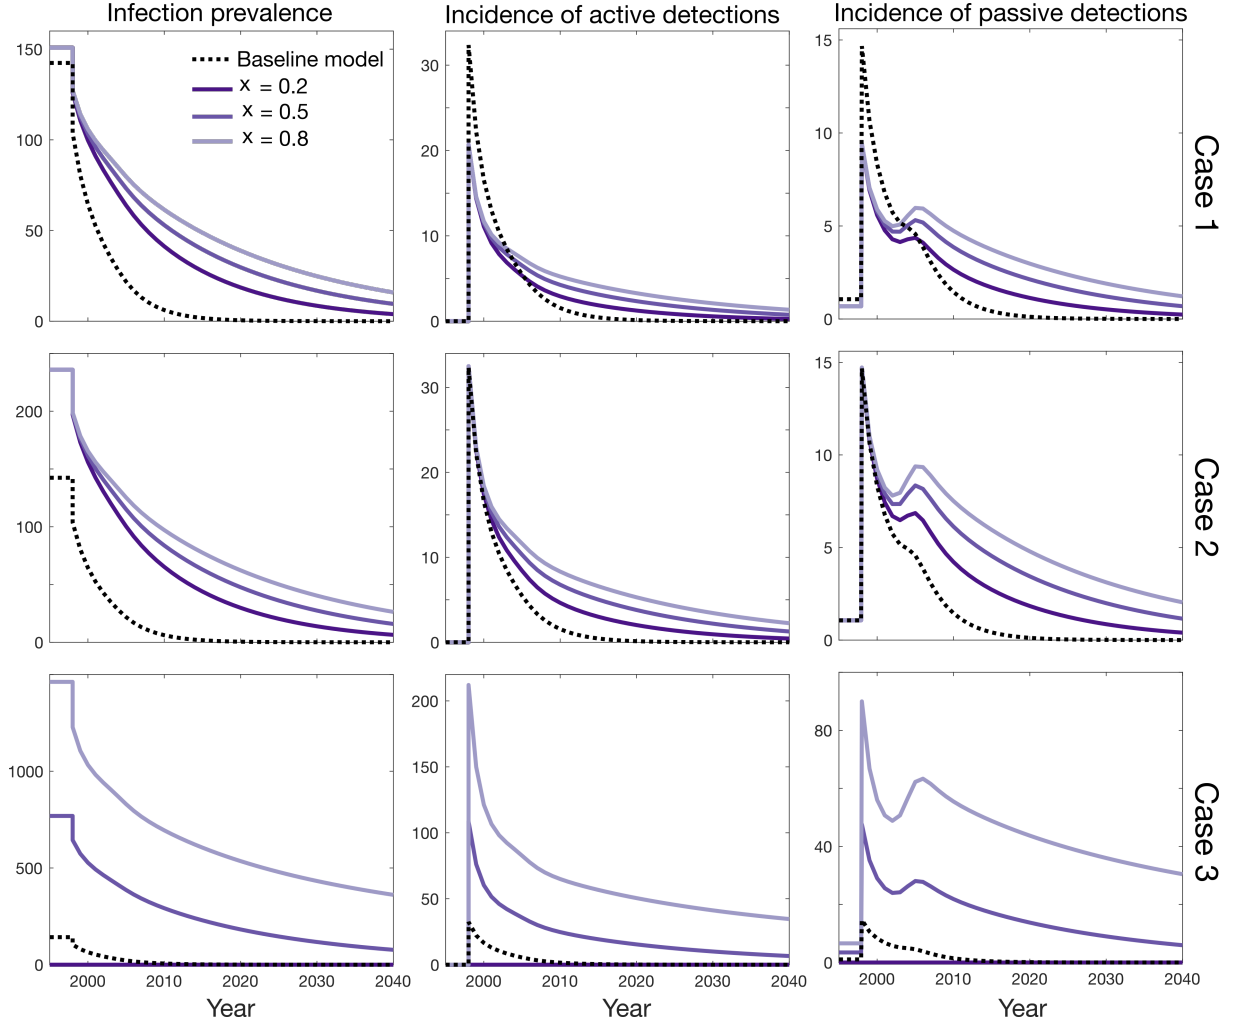 Infection prevalence
Incidence of active detections
Incidence of passive detections
150
100
50
0
Baseline model
x = 0.2
x = 0.5
x = 0.8
30
20
10
0
15
10
5
0
Case 1
200
100
0
30
20
10
0
15
10
5
0
Case 2
1000
500
0
200
150
100
50
0
80
40
0
Case 3
2000 2010 2020 2030 2040
2000 2010 2020 2030 2040
2000 2010 2020 2030 2040
Year
Year
Year